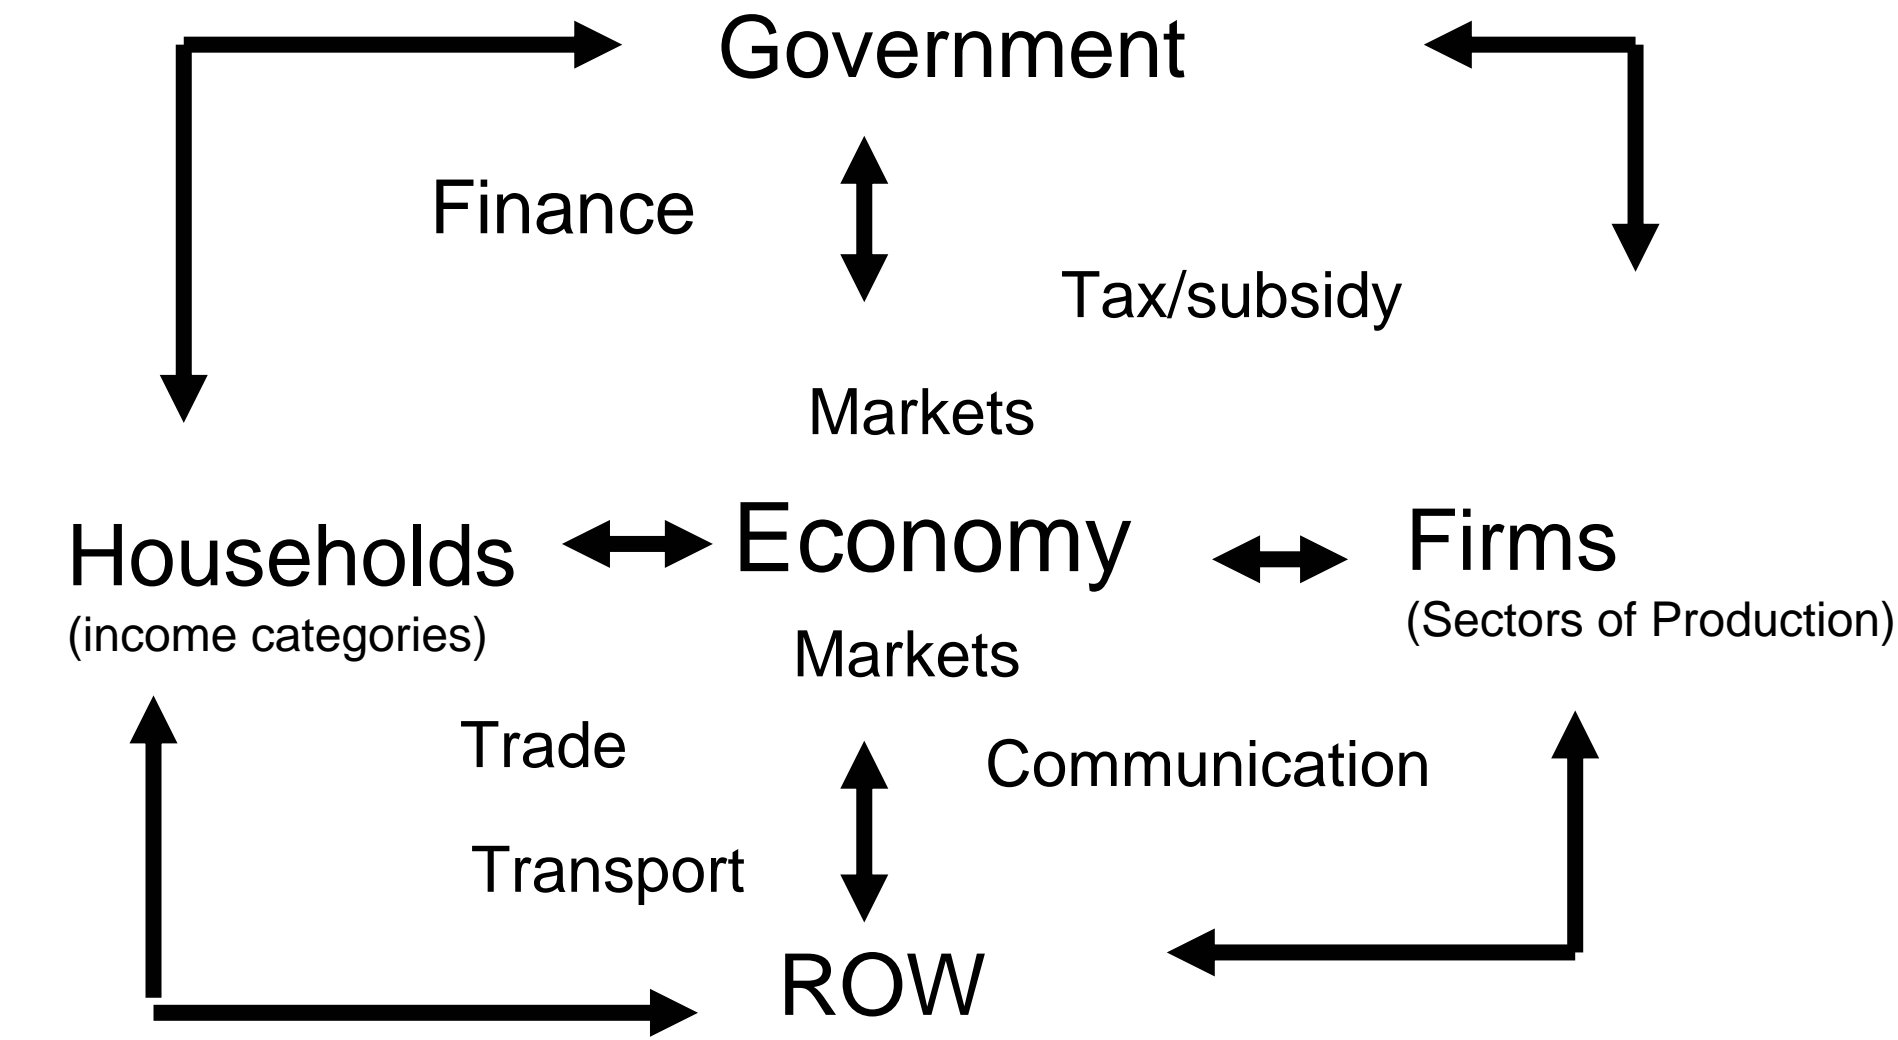 Government
Finance
Tax/subsidy
Markets
Households
(income categories)
Economy
Firms
(Sectors of Production)
Markets
Trade
Communication
Transport
ROW